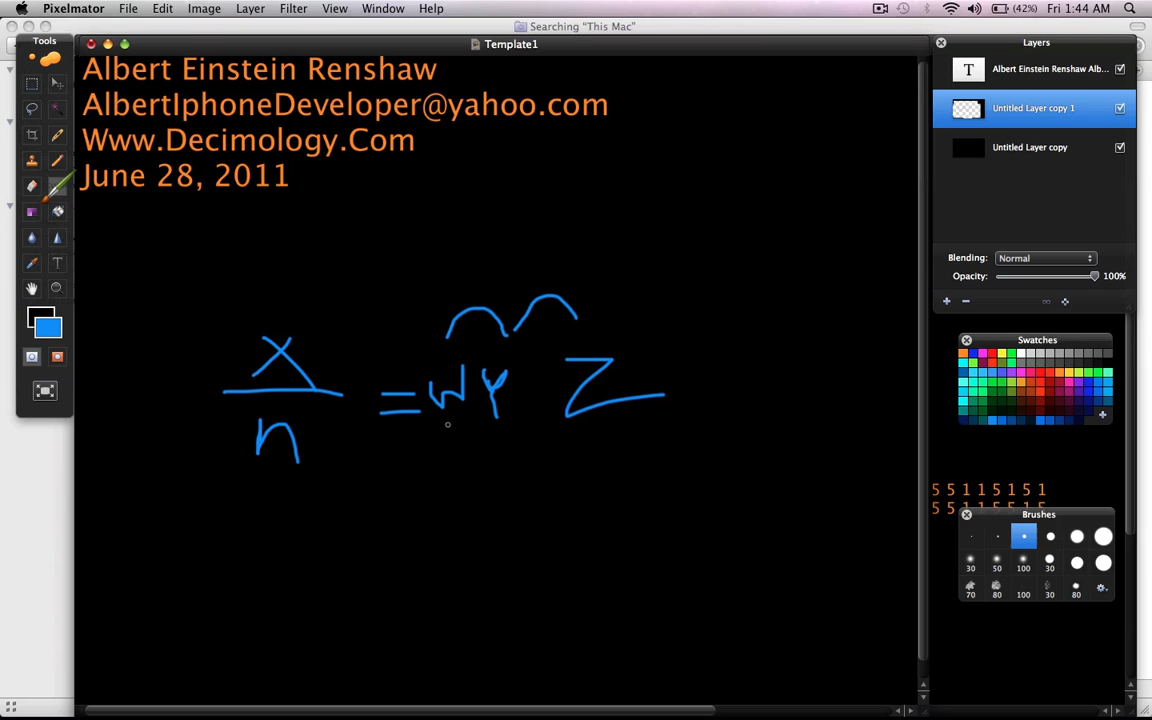 Pixelmator File Edit Image Layer Filter View Window Help (42%) Fri 1:44 AM
Searching "This Mac"
Tools
Template1
Layers
Albert Einstein Renshaw
AlbertIphoneDeveloper@yahoo.com
Www.Decimology.Com
June 28, 2011
T Albert Einstein Renshaw Alb...
Untitled Layer copy 1
Untitled Layer copy
Blending: Normal
Opacity: 100%
T
Swatches
x
n
= w y z
5 5 1 1 5 1 5 1
Brushes
30 50 100 30
70 80 100 30 80